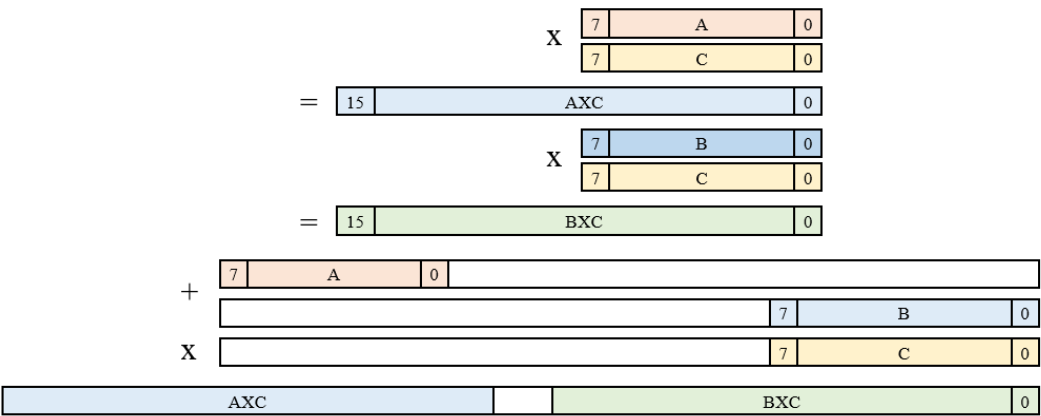 7 A 0
X
7 C 0
= 15 AXC 0
7 B 0
X
7 C 0
= 15 BXC 0
7 A 0
+
7 B 0
X 7 C 0
AXC BXC 0